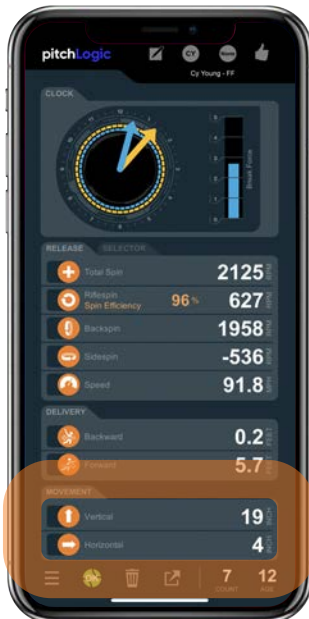 pitchLogic
CY
Cy Young - FF
CLOCK
Break Force
RELEASE SELECTOR
Total Spin 2125 RPM
Riflespin 96 % 627 RPM
Spin Efficiency
Backspin 1958 RPM
Sidespin -536 RPM
Speed 91.8 MPH
DELIVERY
Backward 0.2 FEET
Forward 5.7
MOVEMENT
Vertical 19 INCH
Horizontal 4 INCH
OK 7 12
COUNT AGE